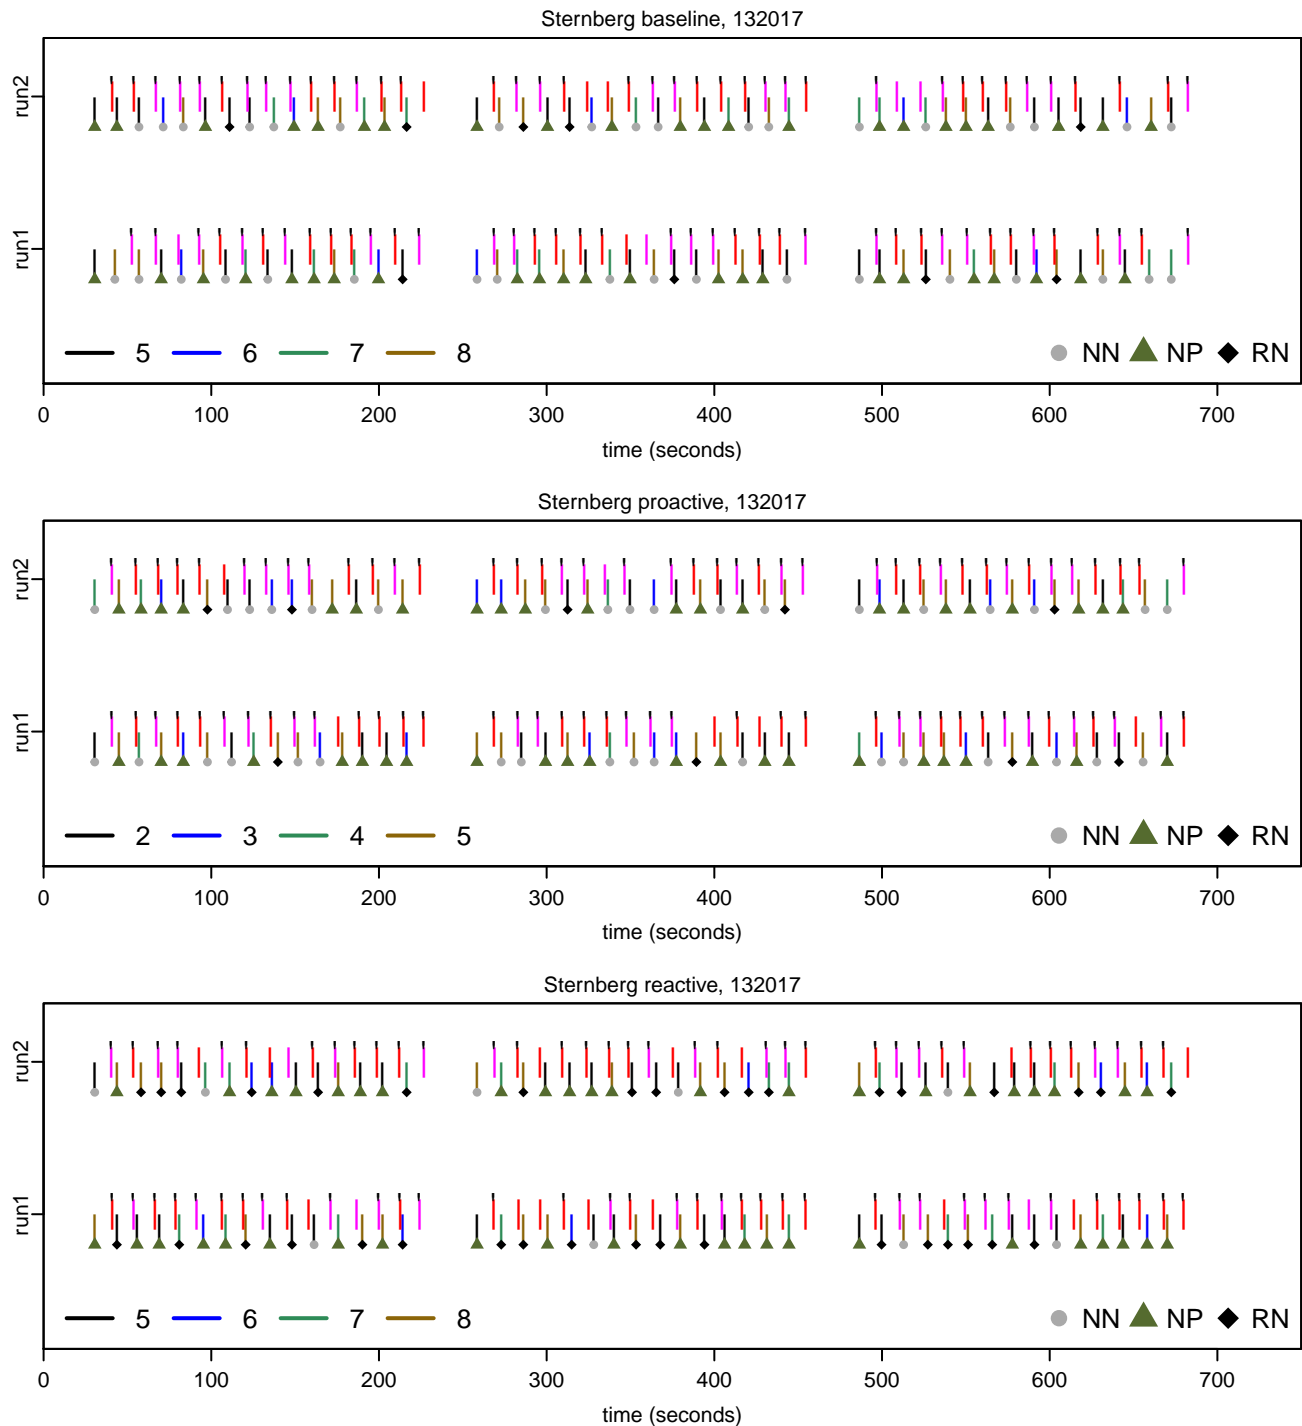 Sternberg baseline, 132017
run2
run1
5 6 7 8 NN NP RN
0 100 200 300 400 500 600 700
time (seconds)
Sternberg proactive, 132017
run2
run1
2 3 4 5 NN NP RN
0 100 200 300 400 500 600 700
time (seconds)
Sternberg reactive, 132017
run2
run1
5 6 7 8 NN NP RN
0 100 200 300 400 500 600 700
time (seconds)